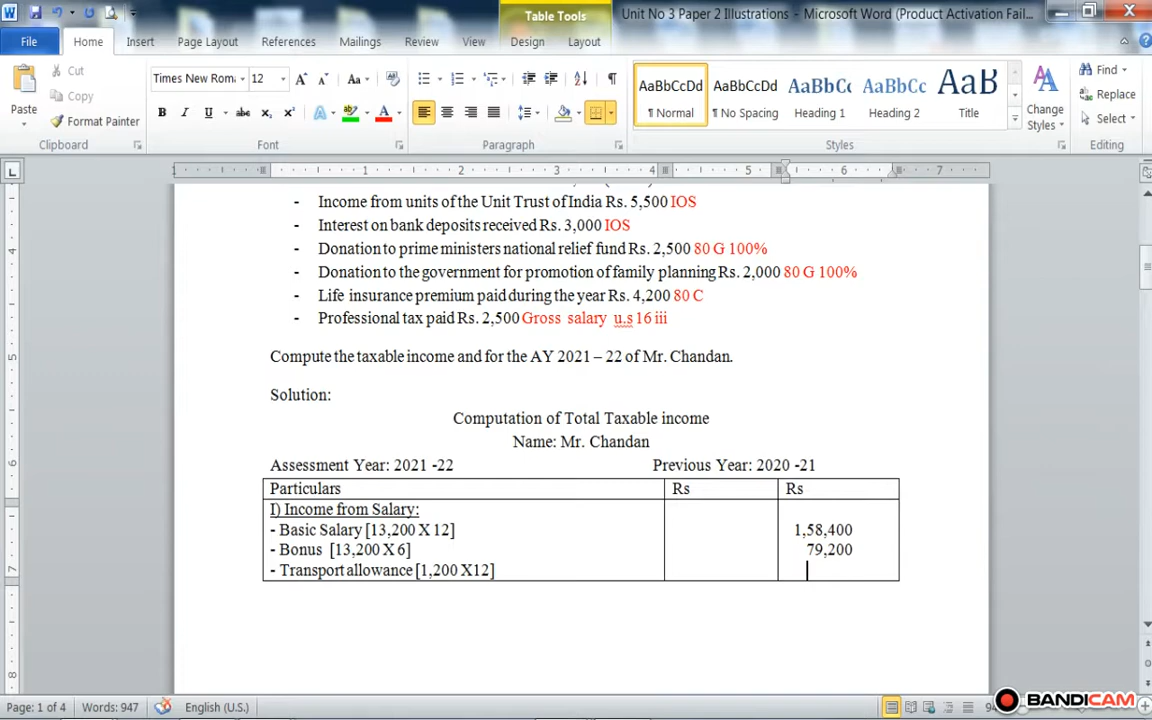 Table Tools
Unit No 3 Paper 2 Illustrations - Microsoft Word (Product Activation Fail...
File Home Insert Page Layout References Mailings Review View Design Layout
Cut
Copy
Paste
Format Painter
Clipboard
Times New Rom. 12
Font
Paragraph
AaBbCcDd AaBbCcDd AaBbCc AaBbCc AaB
¶ Normal ¶ No Spacing Heading 1 Heading 2 Title
Change Styles
Styles
Find
Replace
Select
Editing
- Income from units of the Unit Trust of India Rs. 5,500 IOS
- Interest on bank deposits received Rs. 3,000 IOS
- Donation to prime ministers national relief fund Rs. 2,500 80 G 100%
- Donation to the government for promotion of family planning Rs. 2,000 80 G 100%
- Life insurance premium paid during the year Rs. 4,200 80 C
- Professional tax paid Rs. 2,500 Gross salary u.s 16 iii
Compute the taxable income and for the AY 2021 – 22 of Mr. Chandan.
Solution:
Computation of Total Taxable income
Name: Mr. Chandan
Assessment Year: 2021 -22 Previous Year: 2020 -21
Particulars Rs Rs
I) Income from Salary:
- Basic Salary [13,200 X 12] 1,58,400
- Bonus [13,200 X 6] 79,200
- Transport allowance [1,200 X12]
Page: 1 of 4 Words: 947 English (U.S.)
BANDICAM